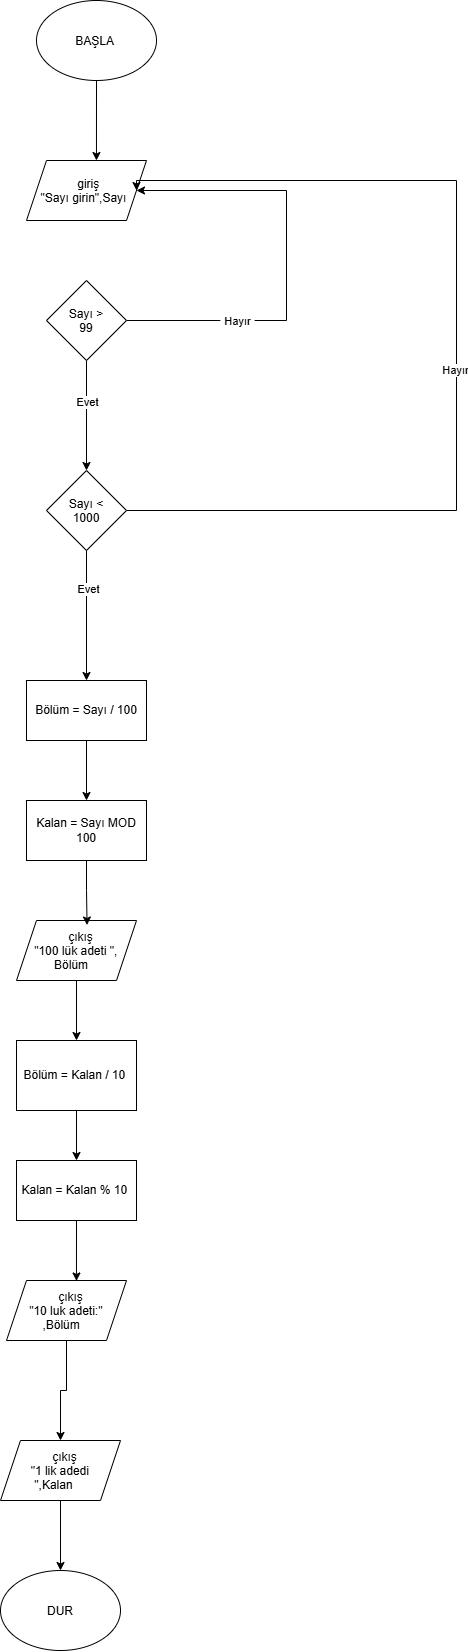 BAŞLA
giriş
"Sayı girin",Sayı
Sayı >
99
Hayır
Hayır
Evet
Sayı <
1000
Evet
Bölüm = Sayı / 100
Kalan = Sayı MOD
100
çıkış
"100 lük adeti ",
Bölüm
Bölüm = Kalan / 10
Kalan = Kalan % 10
çıkış
"10 luk adeti:"
,Bölüm
çıkış
"1 lik adedi
",Kalan
DUR